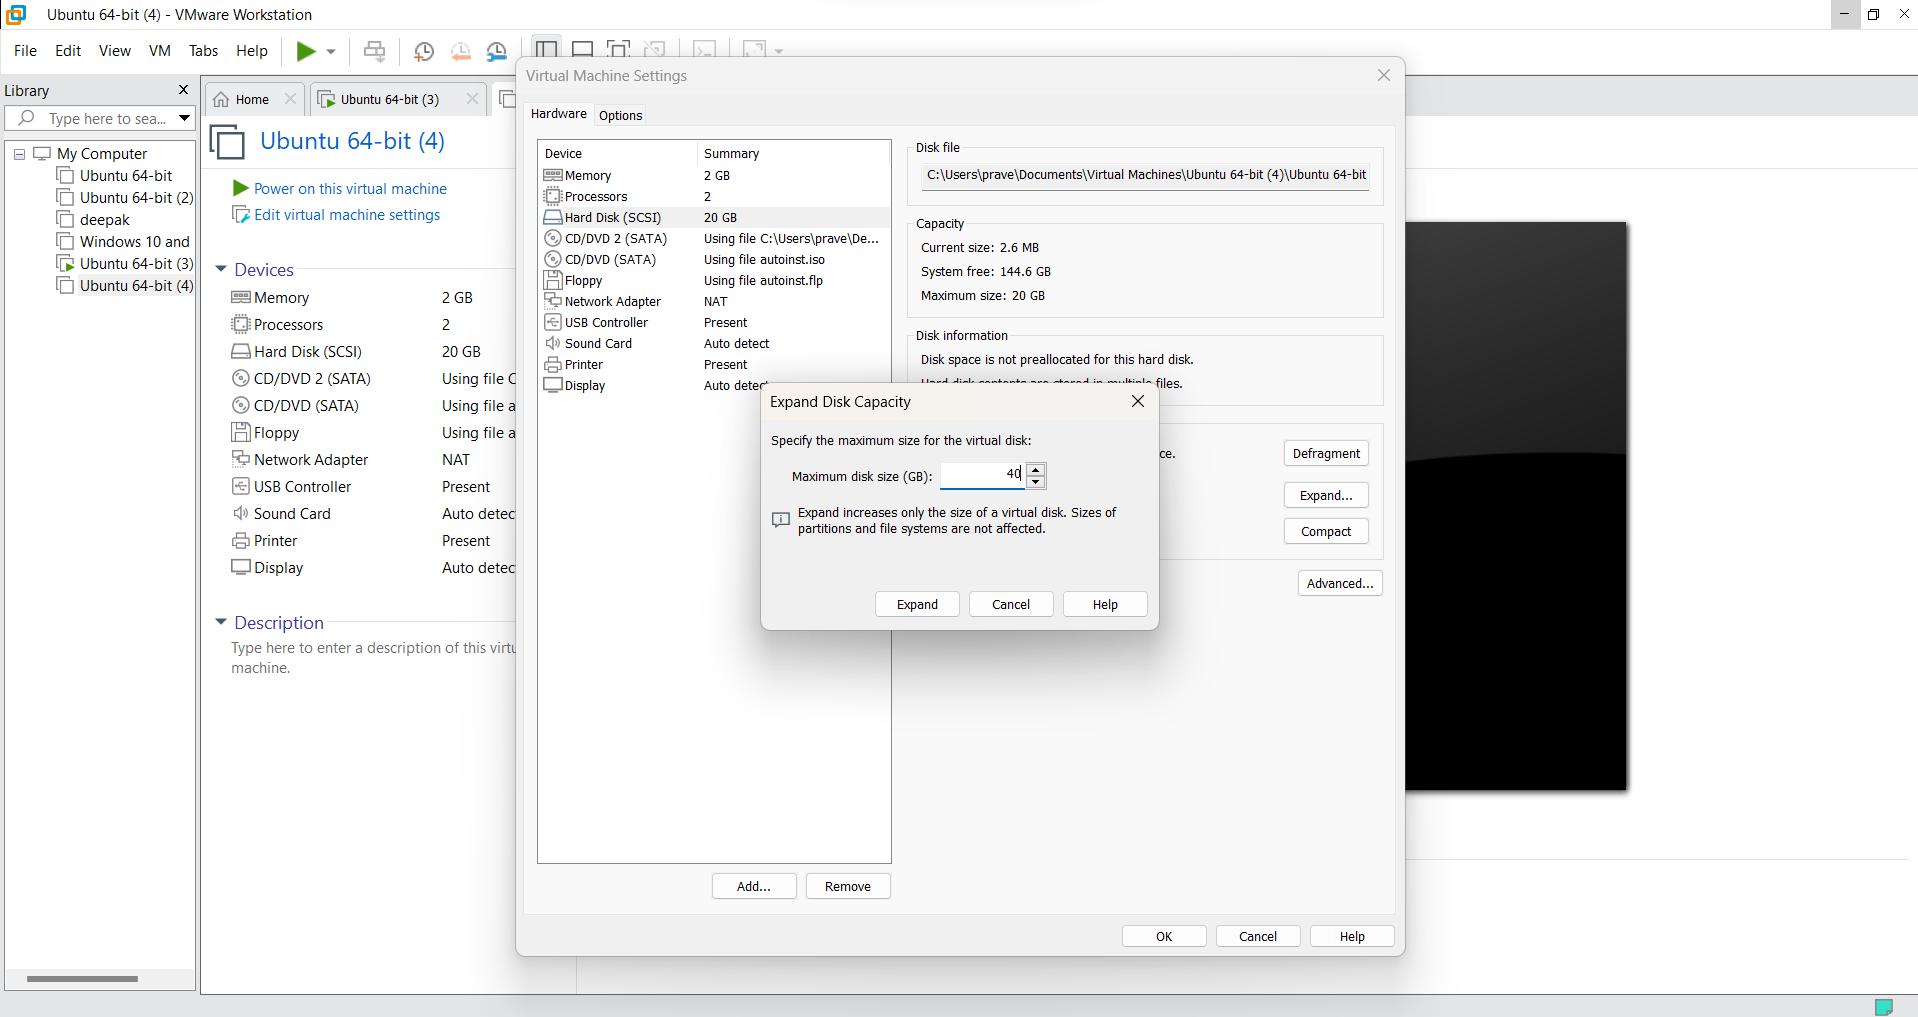 Ubuntu 64-bit (4) - VMware Workstation
File Edit View VM Tabs Help
Library
Type here to sea...
My Computer
Ubuntu 64-bit
Ubuntu 64-bit (2)
deepak
Windows 10 and
Ubuntu 64-bit (3)
Ubuntu 64-bit (4)
Home
Ubuntu 64-bit (3)
Ubuntu 64-bit (4)
Power on this virtual machine
Edit virtual machine settings
Devices
Memory 2 GB
Processors 2
Hard Disk (SCSI) 20 GB
CD/DVD 2 (SATA) Using file C
CD/DVD (SATA) Using file a
Floppy Using file a
Network Adapter NAT
USB Controller Present
Sound Card Auto detec
Printer Present
Display Auto detec
Description
Type here to enter a description of this virtu
machine.
Virtual Machine Settings
Hardware Options
Device Summary
Memory 2 GB
Processors 2
Hard Disk (SCSI) 20 GB
CD/DVD 2 (SATA) Using file C:\Users\prave\De...
CD/DVD (SATA) Using file autoinst.iso
Floppy Using file autoinst.flp
Network Adapter NAT
USB Controller Present
Sound Card Auto detect
Printer Present
Display Auto detec
Add... Remove
Disk file
C:\Users\prave\Documents\Virtual Machines\Ubuntu 64-bit (4)\Ubuntu 64-bit
Capacity
Current size: 2.6 MB
System free: 144.6 GB
Maximum size: 20 GB
Disk information
Disk space is not preallocated for this hard disk.
Hard disk contents are stored in multiple files.
ce.
Defragment
Expand...
Compact
Advanced...
Expand Disk Capacity
Specify the maximum size for the virtual disk:
Maximum disk size (GB): 40
Expand increases only the size of a virtual disk. Sizes of
partitions and file systems are not affected.
Expand Cancel Help
OK Cancel Help